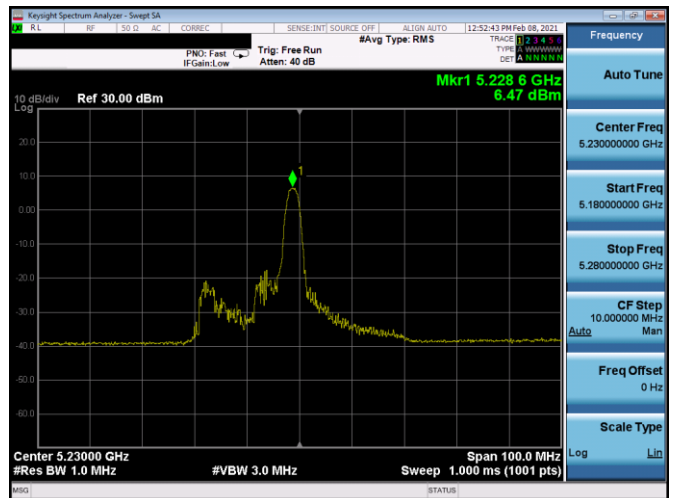 Keysight Spectrum Analyzer - Swept SA
RL RF 50 Ω AC CORREC SENSE:INT SOURCE OFF ALIGN AUTO 12:52:43 PM Feb 08, 2021
#Avg Type: RMS
TRACE 1 2 3 4 5 6
PNO: Fast Trig: Free Run
TYPE A WWWWW
IFGain:Low Atten: 40 dB
DET A N N N N N
Mkr1 5.228 6 GHz
6.47 dBm
10 dB/div Ref 30.00 dBm
Log
20.0
1
10.0
0.00
-10.0
-20.0
-30.0
-40.0
-50.0
-60.0
Center 5.23000 GHz Span 100.0 MHz
#Res BW 1.0 MHz #VBW 3.0 MHz Sweep 1.000 ms (1001 pts)
MSG STATUS
Frequency
Auto Tune
Center Freq
5.230000000 GHz
Start Freq
5.180000000 GHz
Stop Freq
5.280000000 GHz
CF Step
10.000000 MHz
Auto Man
Freq Offset
0 Hz
Scale Type
Log Lin